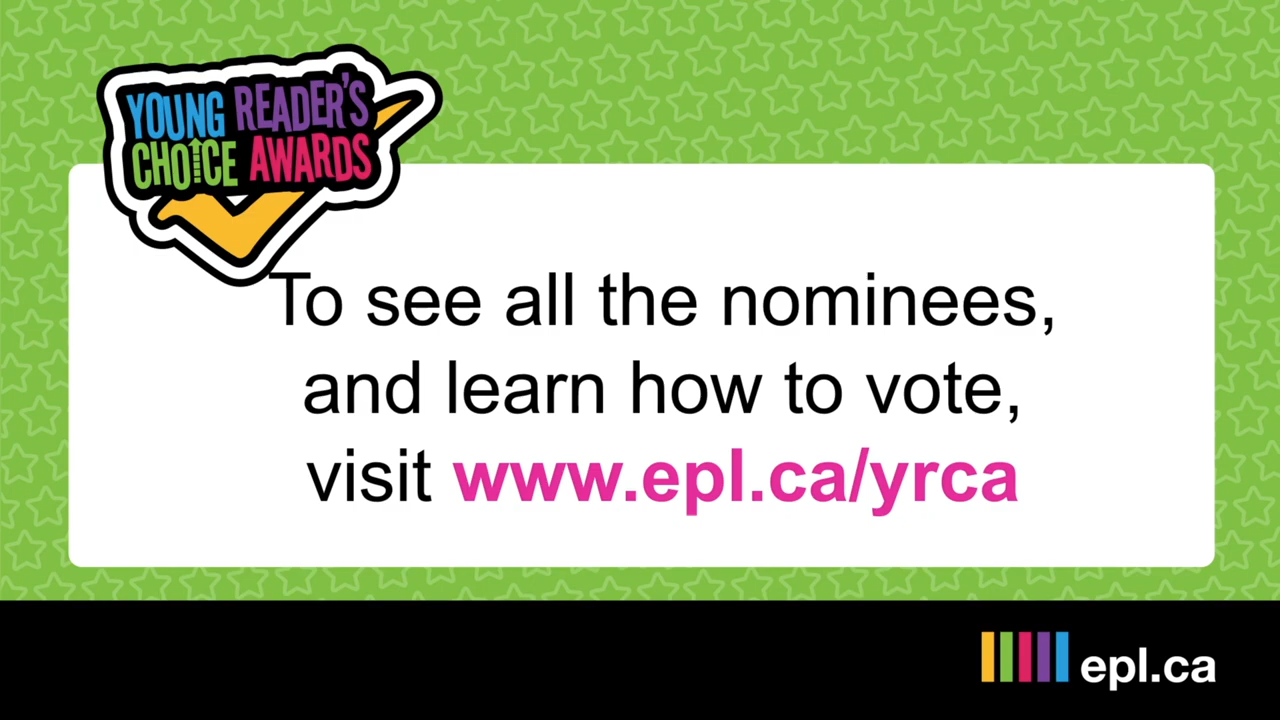 YOUNG READER'S
CHOICE AWARDS
To see all the nominees,
and learn how to vote,
visit www.epl.ca/yrca
epl.ca